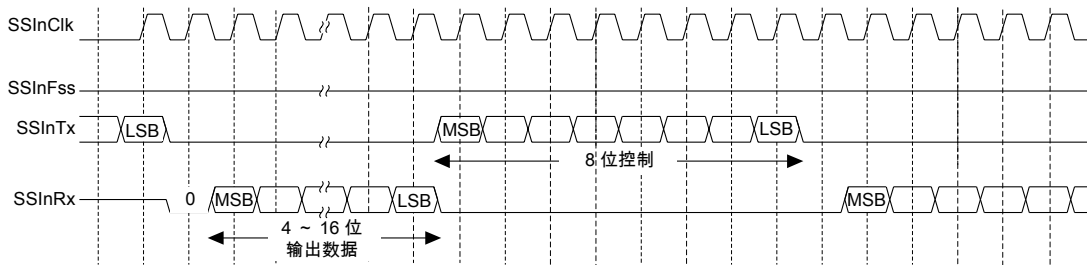 SSInClk
SSInFss
SSInTx
LSB
MSB
LSB
8 位控制
SSInRx
0
MSB
LSB
MSB
4 ~ 16 位
输出数据